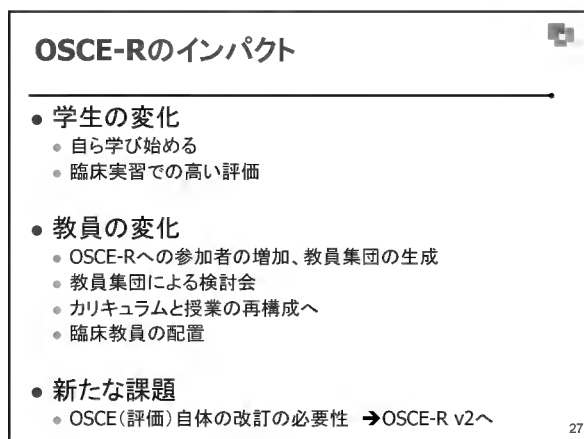 OSCE-Rのインパクト
● 学生の変化
● 自ら学び始める
● 臨床実習での高い評価
● 教員の変化
● OSCE-Rへの参加者の増加、教員集団の生成
● 教員集団による検討会
● カリキュラムと授業の再構成へ
● 臨床教員の配置
● 新たな課題
● OSCE(評価)自体の改訂の必要性 ➔OSCE-R v2へ
27